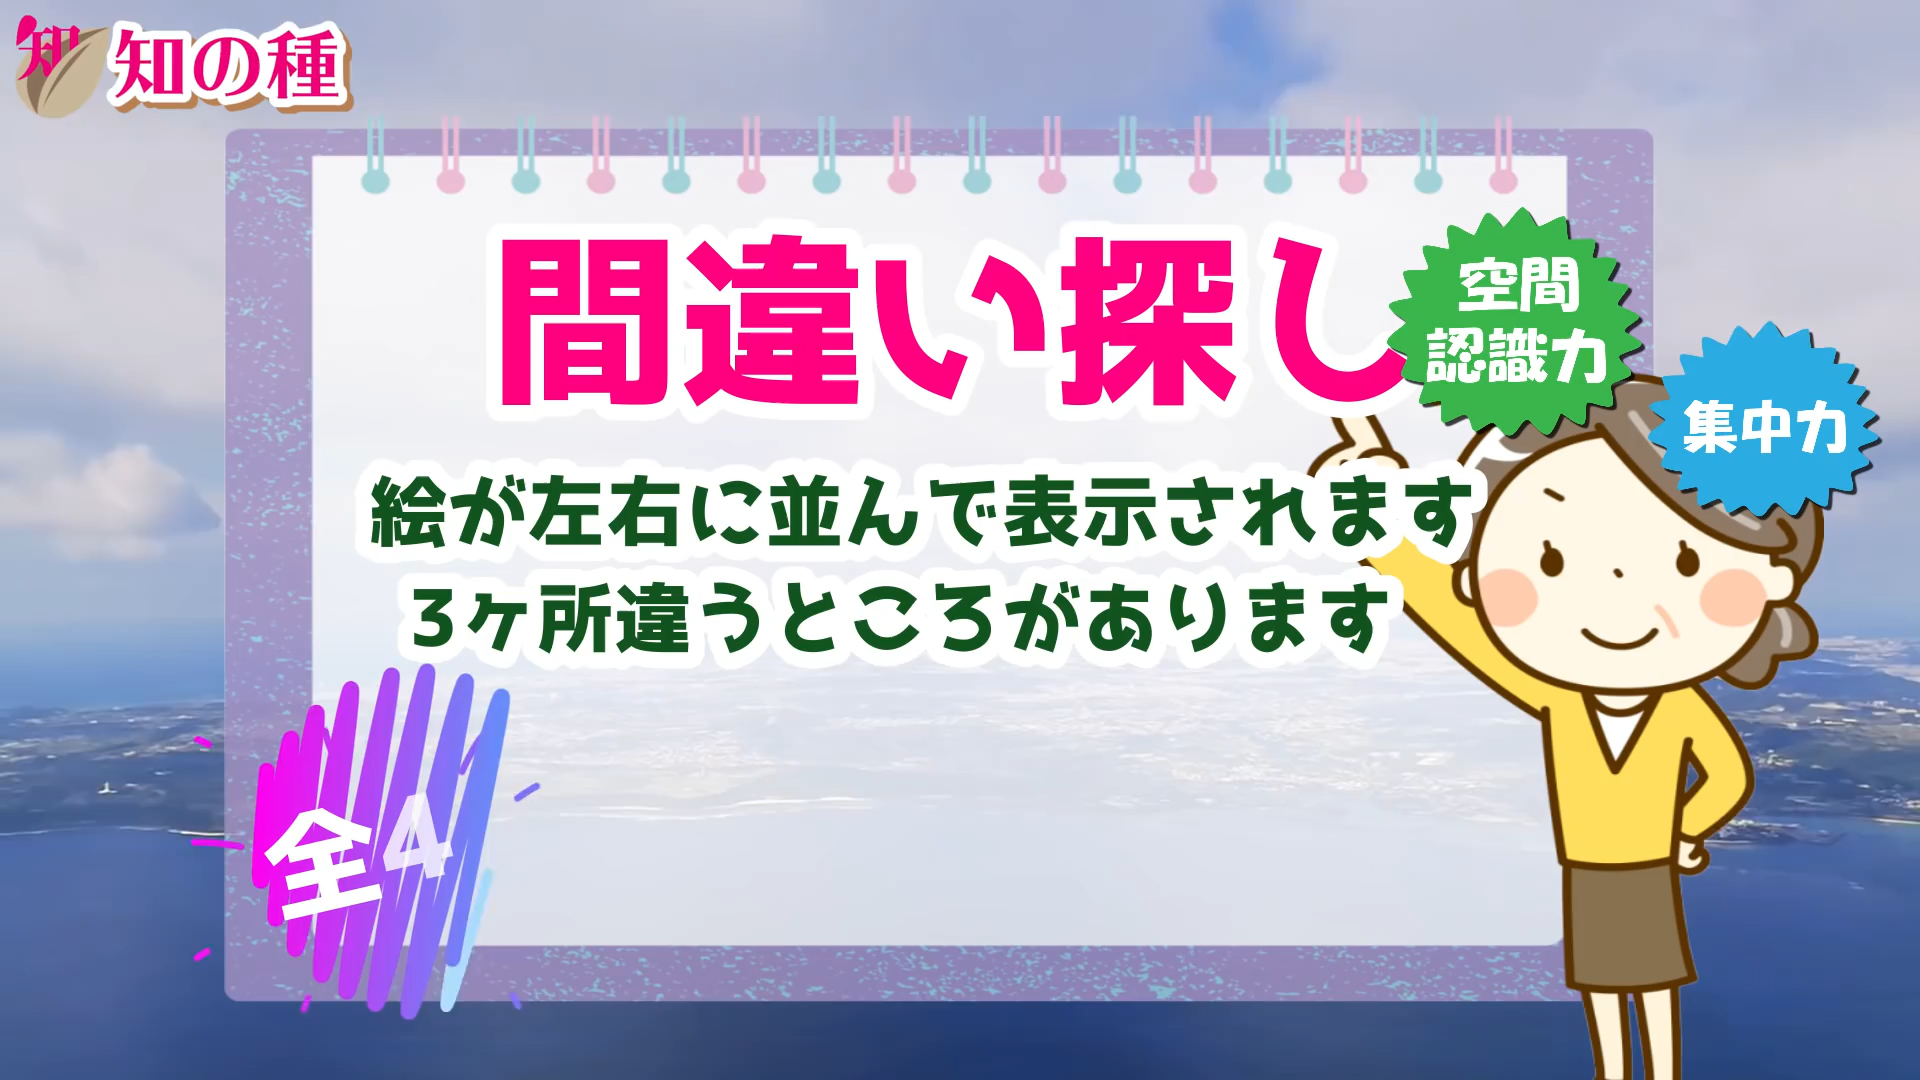 知 知の種
間違い探し
空間
認識力
集中力
絵が左右に並んで表示されます
3ヶ所違うところがあります
全4